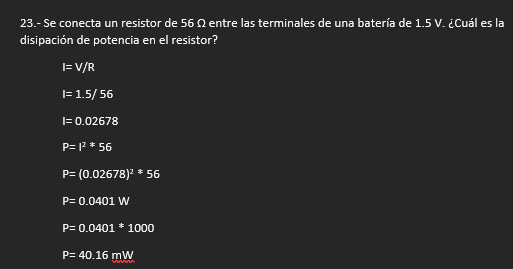 23.- Se conecta un resistor de 56 Ω entre las terminales de una batería de 1.5 V. ¿Cuál es la
disipación de potencia en el resistor?
I= V/R
I= 1.5/ 56
I= 0.02678
P= I² * 56
P= (0.02678)² * 56
P= 0.0401 W
P= 0.0401 * 1000
P= 40.16 mW